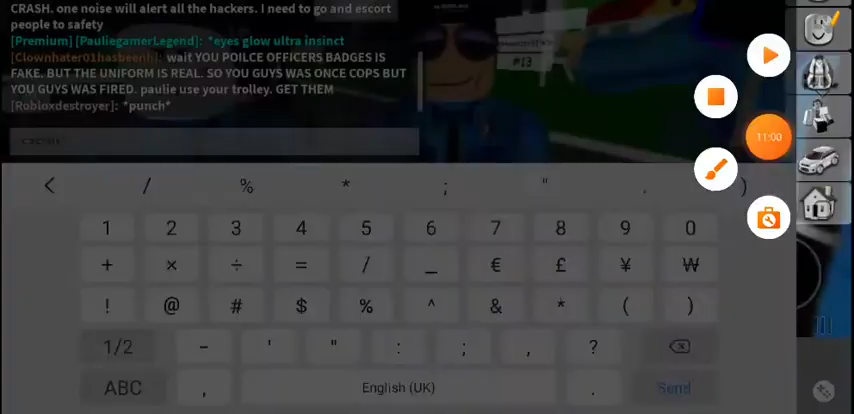 CRASH. one noise will alert all the hackers. I need to go and escort
people to safety
[Premium] [PauliegamerLegend]: *eyes glow ultra insinct
[Clownhater01hasbeenh]: wait YOU POILCE OFFICERS BADGES IS
FAKE. BUT THE UNIFORM IS REAL. SO YOU GUYS WAS ONCE COPS BUT
YOU GUYS WAS FIRED. paulie use your trolley. GET THEM
[Robloxdestroyer]: *punch*
#13
11:00
< / % * ; " . )
1 2 3 4 5 6 7 8 9 0
+ × ÷ = / _ € £ ¥ ₩
! @ # $ % ^ & * ( )
1/2 - ' " : ; , ?
ABC , English (UK) . Send